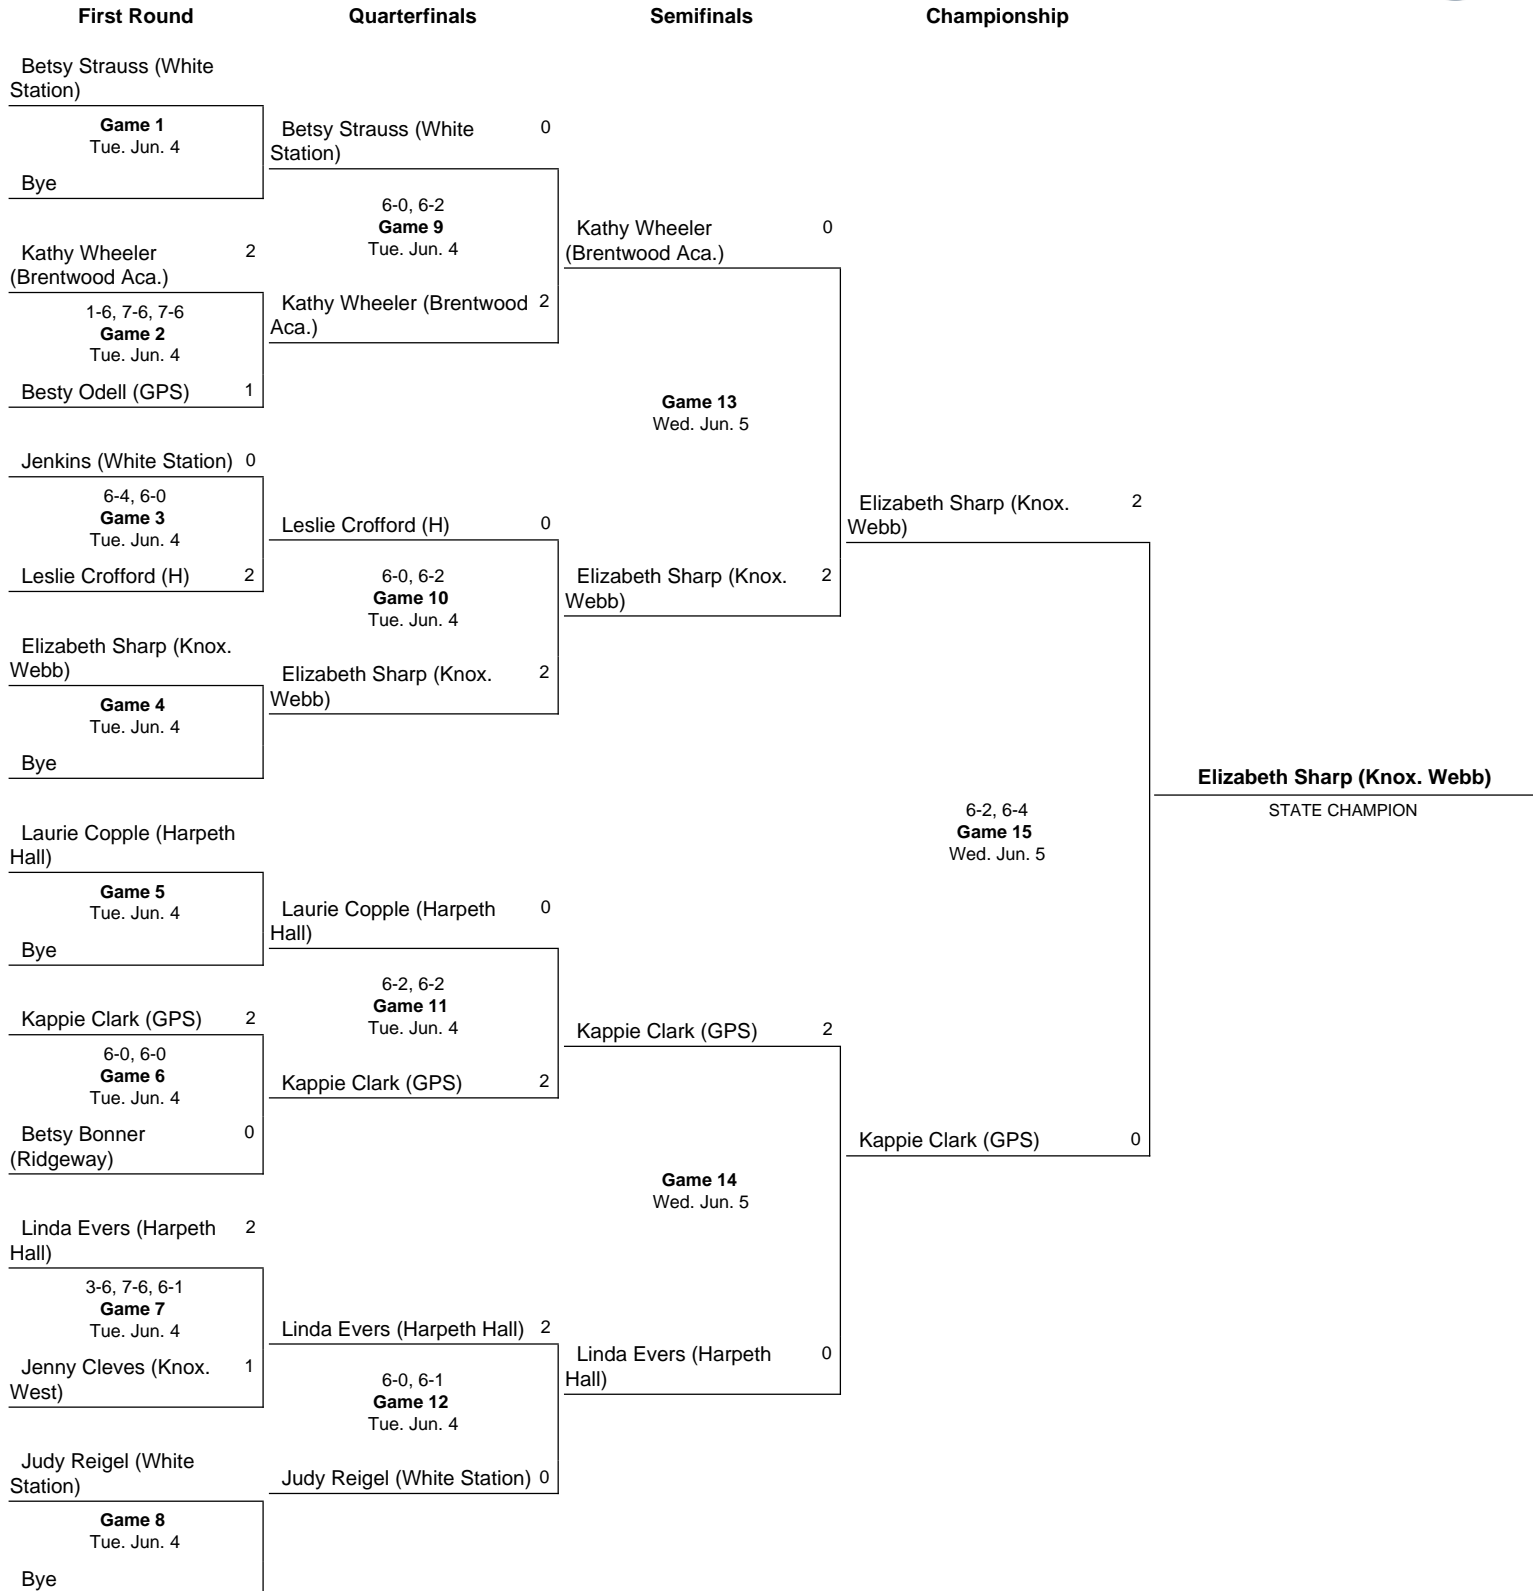 First Round
Quarterfinals
Semifinals
Championship
Betsy Strauss (White
Station)
Game 1
Tue. Jun. 4
Bye
Kathy Wheeler 2
(Brentwood Aca.)
1-6, 7-6, 7-6
Game 2
Tue. Jun. 4
Besty Odell (GPS) 1
Jenkins (White Station) 0
6-4, 6-0
Game 3
Tue. Jun. 4
Leslie Crofford (H) 2
Elizabeth Sharp (Knox.
Webb)
Game 4
Tue. Jun. 4
Bye
Laurie Copple (Harpeth
Hall)
Game 5
Tue. Jun. 4
Bye
Kappie Clark (GPS) 2
6-0, 6-0
Game 6
Tue. Jun. 4
Betsy Bonner 0
(Ridgeway)
Linda Evers (Harpeth 2
Hall)
3-6, 7-6, 6-1
Game 7
Tue. Jun. 4
Jenny Cleves (Knox. 1
West)
Judy Reigel (White
Station)
Game 8
Tue. Jun. 4
Bye
Betsy Strauss (White 0
Station)
6-0, 6-2
Game 9
Tue. Jun. 4
Kathy Wheeler (Brentwood 2
Aca.)
Leslie Crofford (H) 0
6-0, 6-2
Game 10
Tue. Jun. 4
Elizabeth Sharp (Knox. 2
Webb)
Laurie Copple (Harpeth 0
Hall)
6-2, 6-2
Game 11
Tue. Jun. 4
Kappie Clark (GPS) 2
Linda Evers (Harpeth Hall) 2
6-0, 6-1
Game 12
Tue. Jun. 4
Judy Reigel (White Station) 0
Kathy Wheeler 0
(Brentwood Aca.)
Game 13
Wed. Jun. 5
Elizabeth Sharp (Knox. 2
Webb)
Kappie Clark (GPS) 2
Game 14
Wed. Jun. 5
Linda Evers (Harpeth 0
Hall)
Elizabeth Sharp (Knox. 2
Webb)
6-2, 6-4
Game 15
Wed. Jun. 5
Kappie Clark (GPS) 0
Elizabeth Sharp (Knox. Webb)
STATE CHAMPION